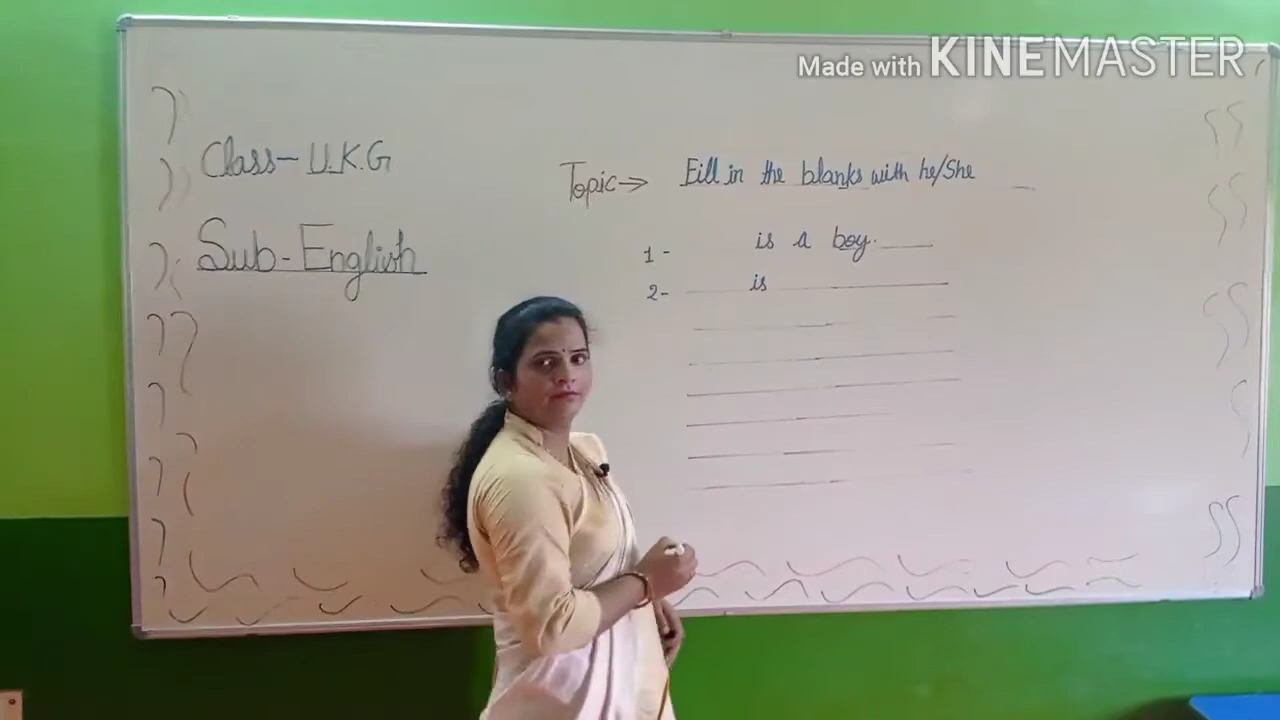 Made with KINEMASTER
Class- U.K.G
Sub- English
Topic→ Fill in the blanks with he/She
1- is a boy.
2- is